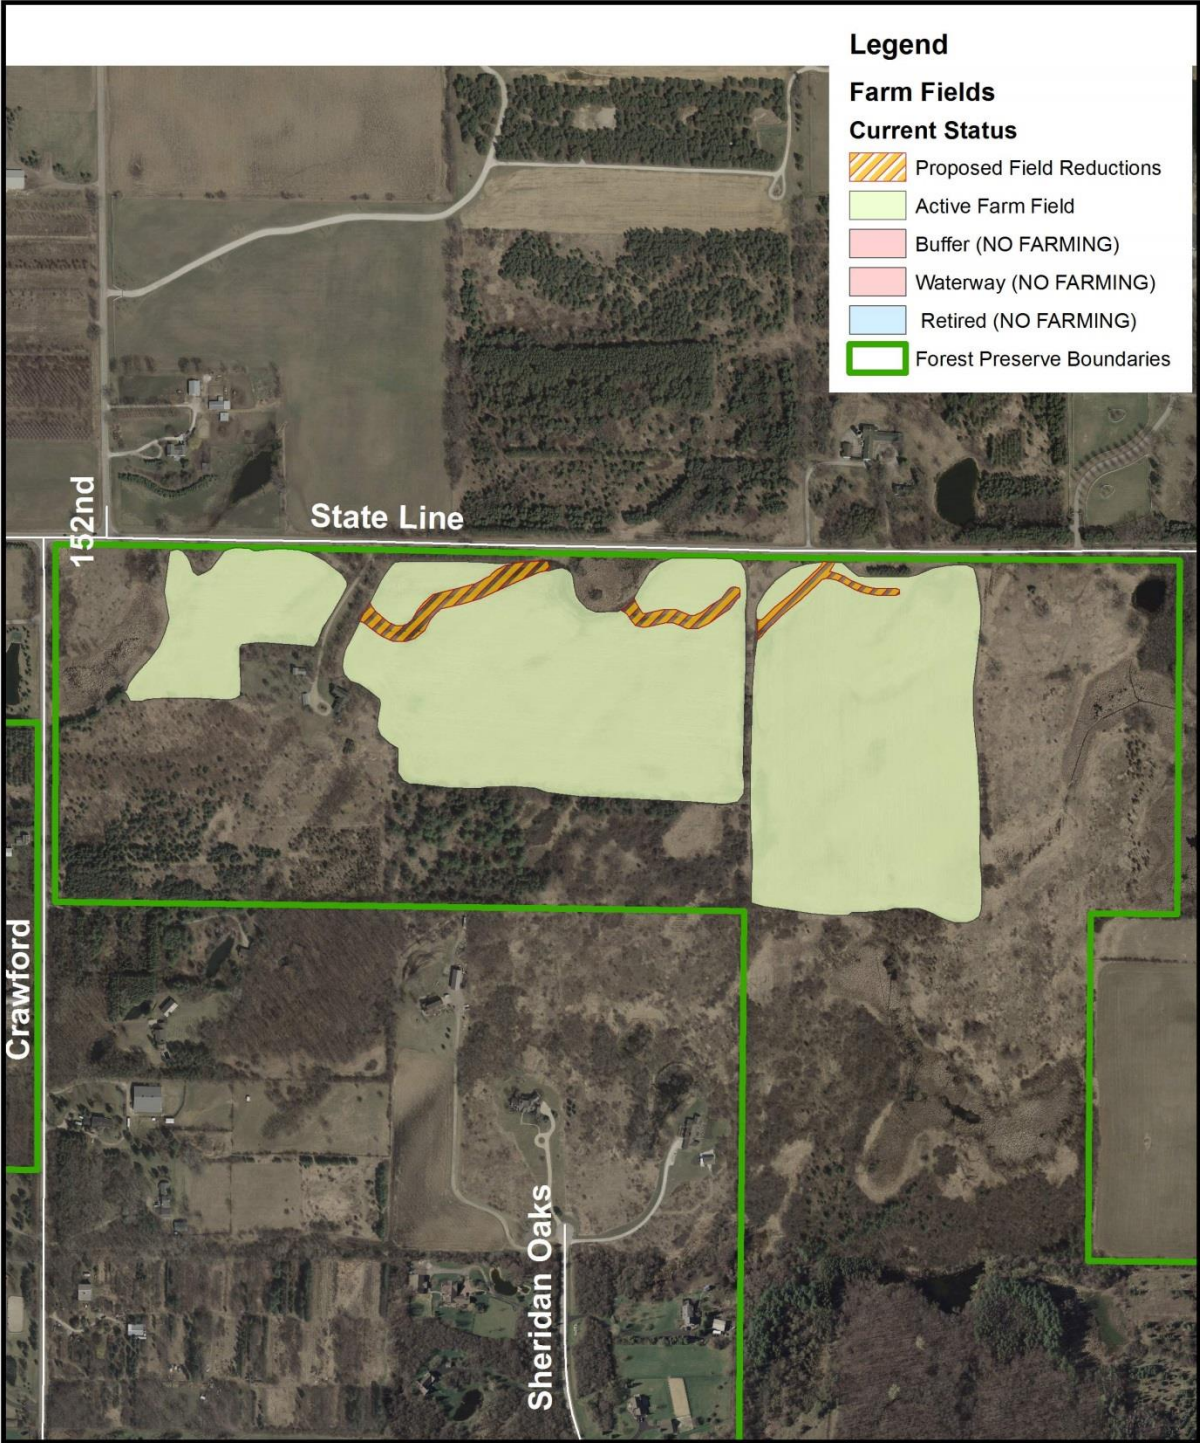 Legend
Farm Fields
Current Status
Proposed Field Reductions
Active Farm Field
Buffer (NO FARMING)
Waterway (NO FARMING)
Retired (NO FARMING)
Forest Preserve Boundaries
152nd
State Line
Crawford
Sheridan Oaks